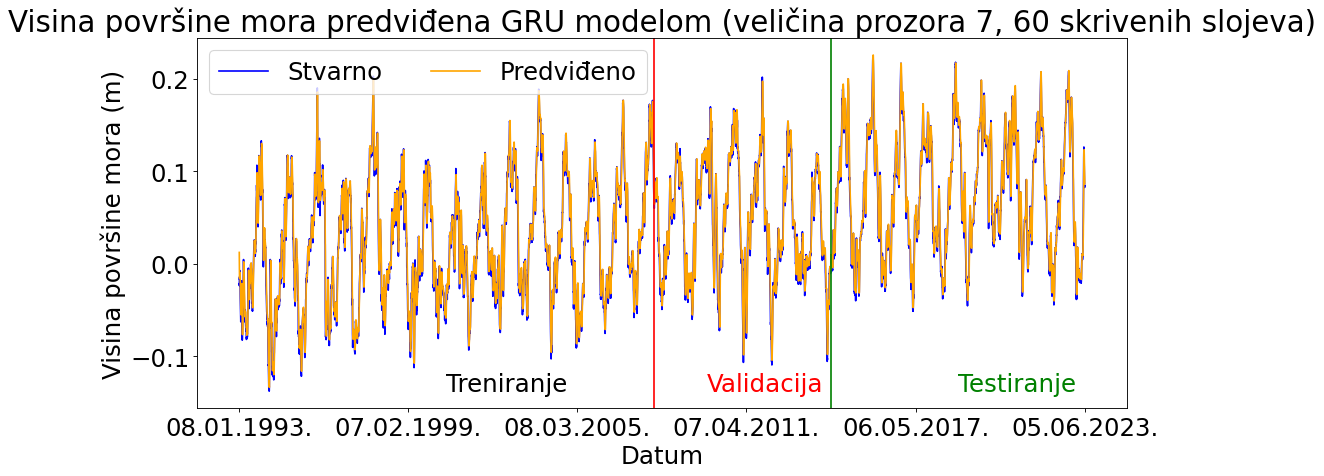 Visina površine mora predviđena GRU modelom (veličina prozora 7, 60 skrivenih slojeva)
Stvarno Predviđeno
Visina površine mora (m)
0.2
0.1
0.0
−0.1
Treniranje Validacija Testiranje
08.01.1993. 07.02.1999. 08.03.2005. 07.04.2011. 06.05.2017. 05.06.2023.
Datum